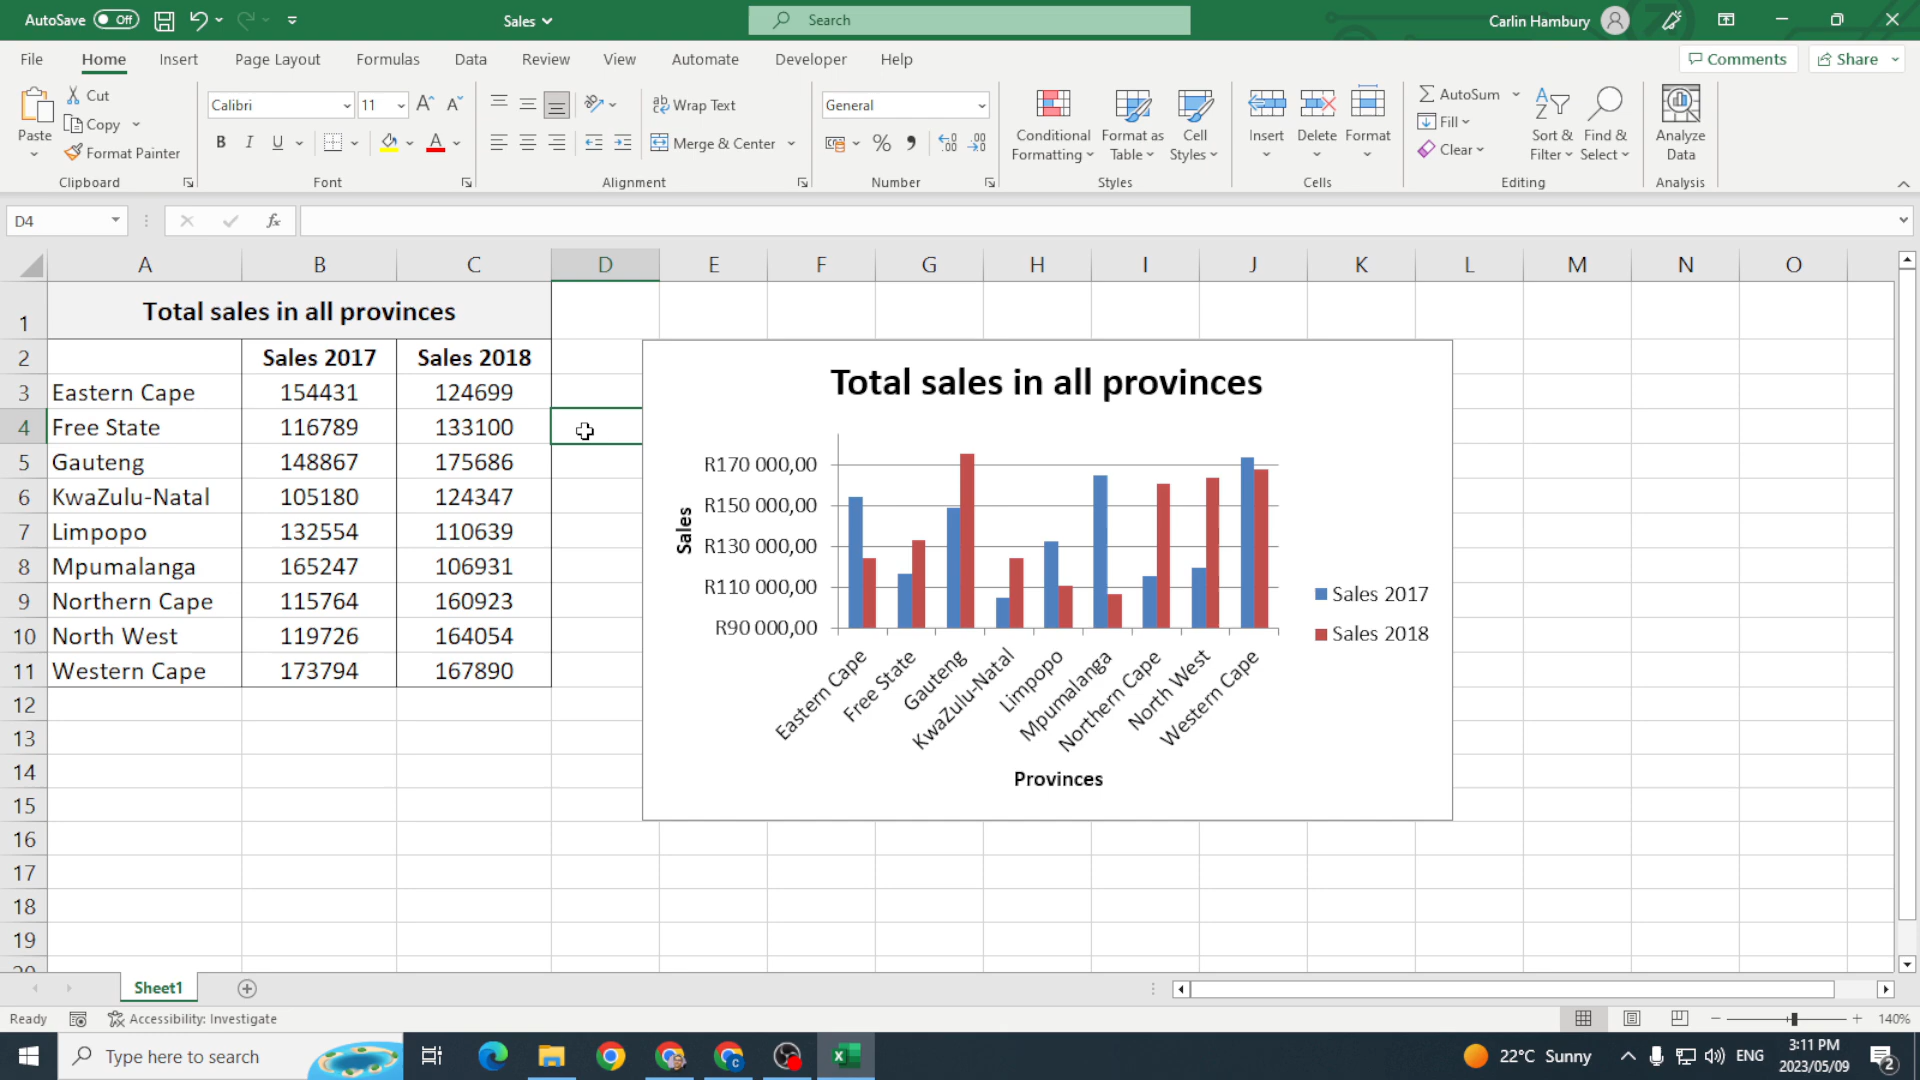 AutoSave Off Sales Search Carlin Hambury
File Home Insert Page Layout Formulas Data Review View Automate Developer Help Comments Share
Paste Cut Copy Format Painter Clipboard
Calibri 11 B I U A Font
Wrap Text Merge & Center Alignment
General % Number
Conditional Formatting Format as Table Cell Styles Styles
Insert Delete Format Cells
AutoSum Fill Clear Sort & Filter Find & Select Editing
Analyze Data Analysis
D4 fx
A B C D E F G H I J K L M N O
1 Total sales in all provinces
2 Sales 2017 Sales 2018
3 Eastern Cape 154431 124699
4 Free State 116789 133100
5 Gauteng 148867 175686
6 KwaZulu-Natal 105180 124347
7 Limpopo 132554 110639
8 Mpumalanga 165247 106931
9 Northern Cape 115764 160923
10 North West 119726 164054
11 Western Cape 173794 167890
12
13
14
15
16
17
18
19
20
Total sales in all provinces
Sales
R170 000,00
R150 000,00
R130 000,00
R110 000,00
R90 000,00
Eastern Cape Free State Gauteng KwaZulu-Natal Limpopo Mpumalanga Northern Cape North West Western Cape
Provinces
Sales 2017
Sales 2018
Sheet1
Ready Accessibility: Investigate 140%
Type here to search 22°C Sunny ENG 3:11 PM 2
2023/05/09